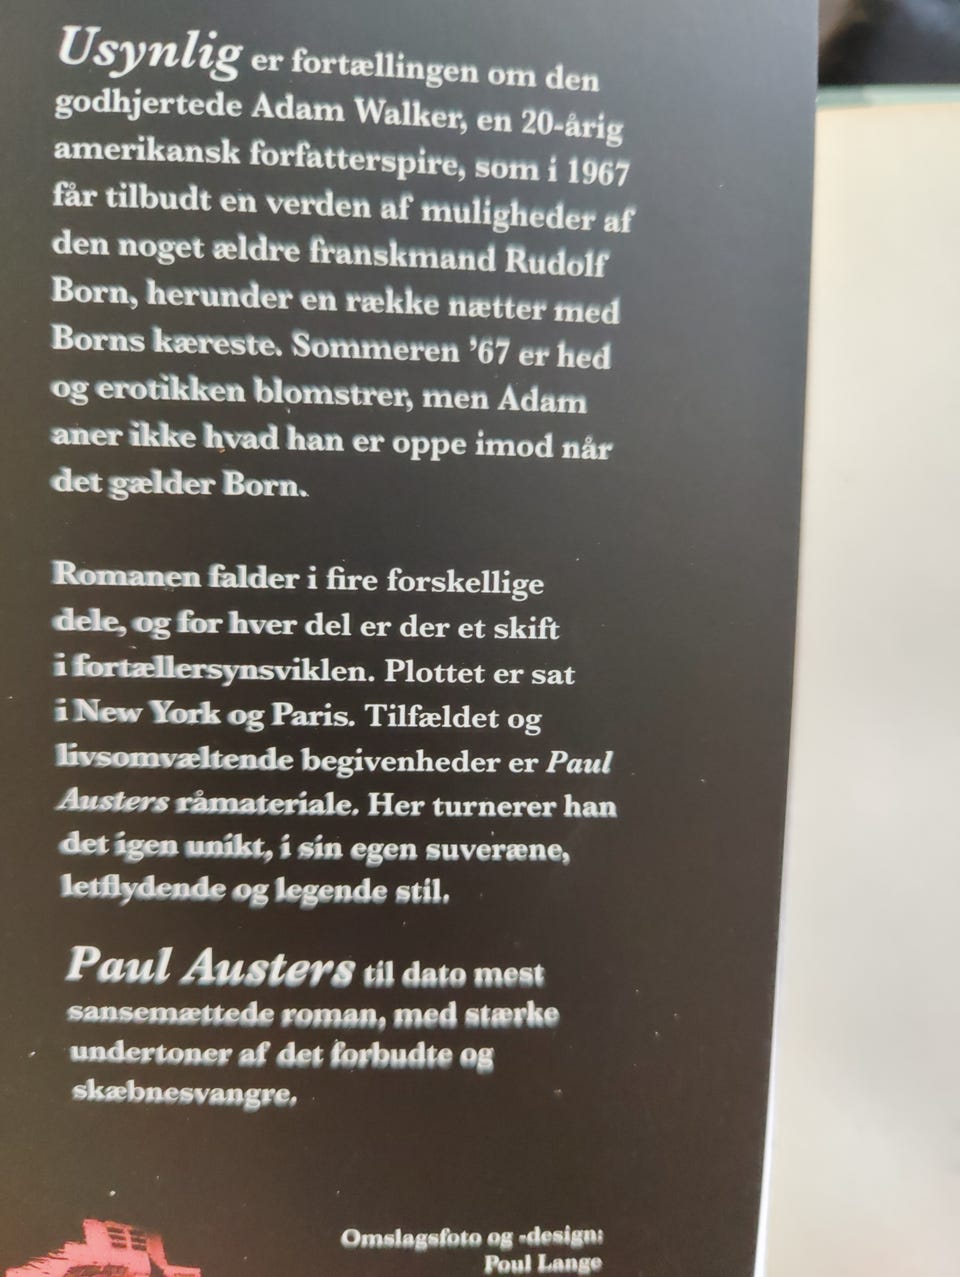 Usynlig er fortællingen om den
godhjertede Adam Walker, en 20-årig
amerikansk forfatterspire, som i 1967
får tilbudt en verden af muligheder af
den noget ældre franskmand Rudolf
Born, herunder en række nætter med
Borns kæreste. Sommeren ’67 er hed
og erotikken blomstrer, men Adam
aner ikke hvad han er oppe imod når
det gælder Born.
Romanen falder i fire forskellige
dele, og for hver del er der et skift
i fortællersynsviklen. Plottet er sat
i New York og Paris. Tilfældet og
livsomvæltende begivenheder er Paul
Austers råmateriale. Her turnerer han
det igen unikt, i sin egen suveræne,
letflydende og legende stil.
Paul Austers til dato mest
sansemættede roman, med stærke
undertoner af det forbudte og
skæbnesvangre.
Omslagsfoto og -design:
Poul Lange